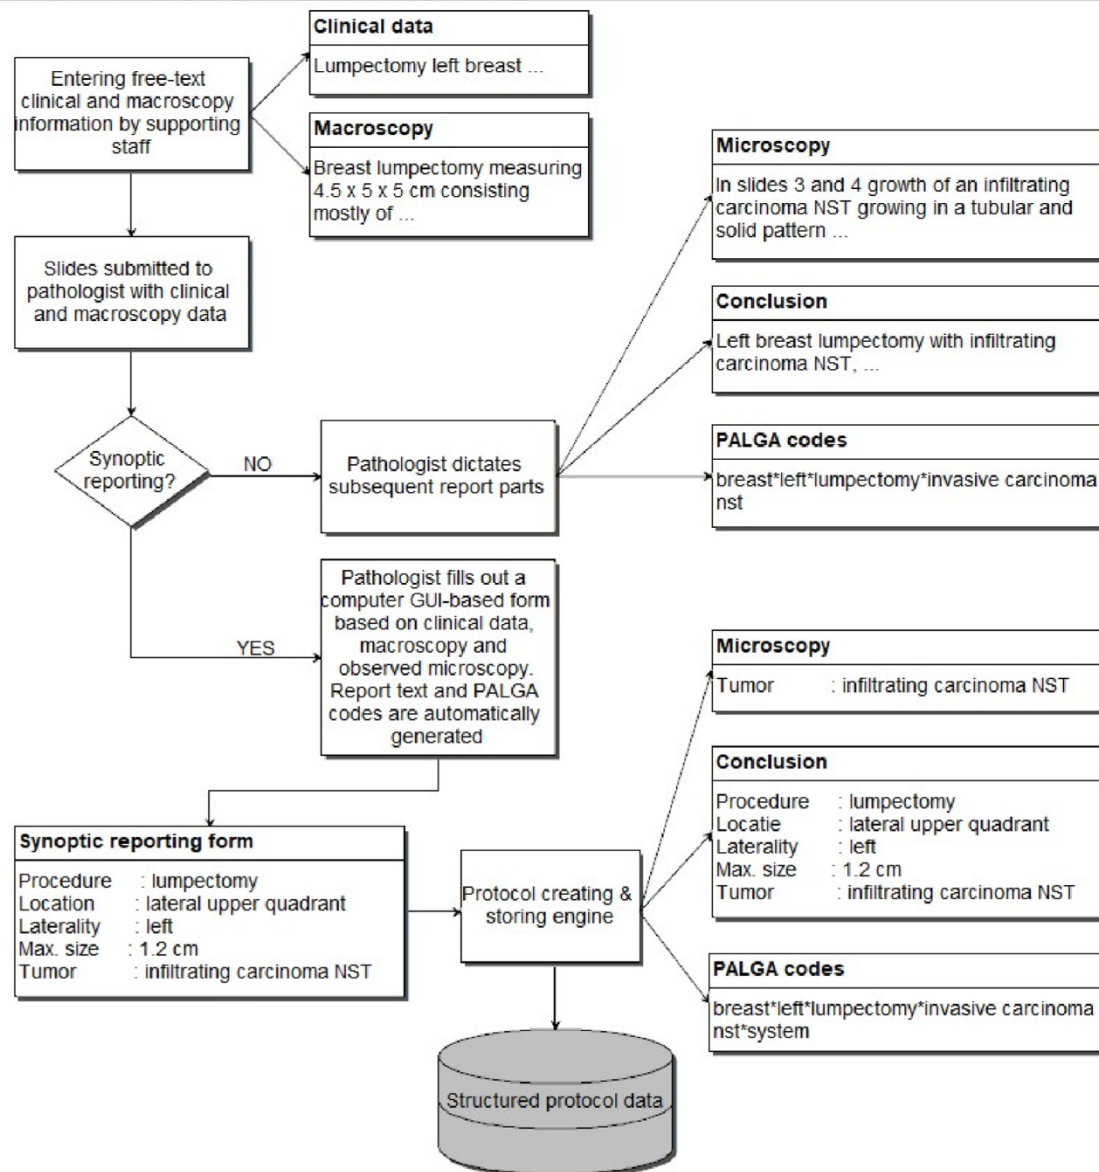 Clinical data
Lumpectomy left breast ...
Entering free-text
clinical and macroscopy
information by supporting
staff
Macroscopy
Breast lumpectomy measuring
4.5 x 5 x 5 cm consisting
mostly of ...
Microscopy
In slides 3 and 4 growth of an infiltrating
carcinoma NST growing in a tubular and
solid pattern ...
Slides submitted to
pathologist with clinical
and macroscopy data
Conclusion
Left breast lumpectomy with infiltrating
carcinoma NST, ...
Synoptic
reporting?
NO
Pathologist dictates
subsequent report parts
PALGA codes
breast*left*lumpectomy*invasive carcinoma
nst
YES
Pathologist fills out a
computer GUI-based form
based on clinical data,
macroscopy and
observed microscopy.
Report text and PALGA
codes are automatically
generated
Microscopy
Tumor : infiltrating carcinoma NST
Conclusion
Procedure : lumpectomy
Locatie : lateral upper quadrant
Laterality : left
Max. size : 1.2 cm
Tumor : infiltrating carcinoma NST
Synoptic reporting form
Procedure : lumpectomy
Location : lateral upper quadrant
Laterality : left
Max. size : 1.2 cm
Tumor : infiltrating carcinoma NST
Protocol creating &
storing engine
PALGA codes
breast*left*lumpectomy*invasive carcinoma
nst*system
Structured protocol data